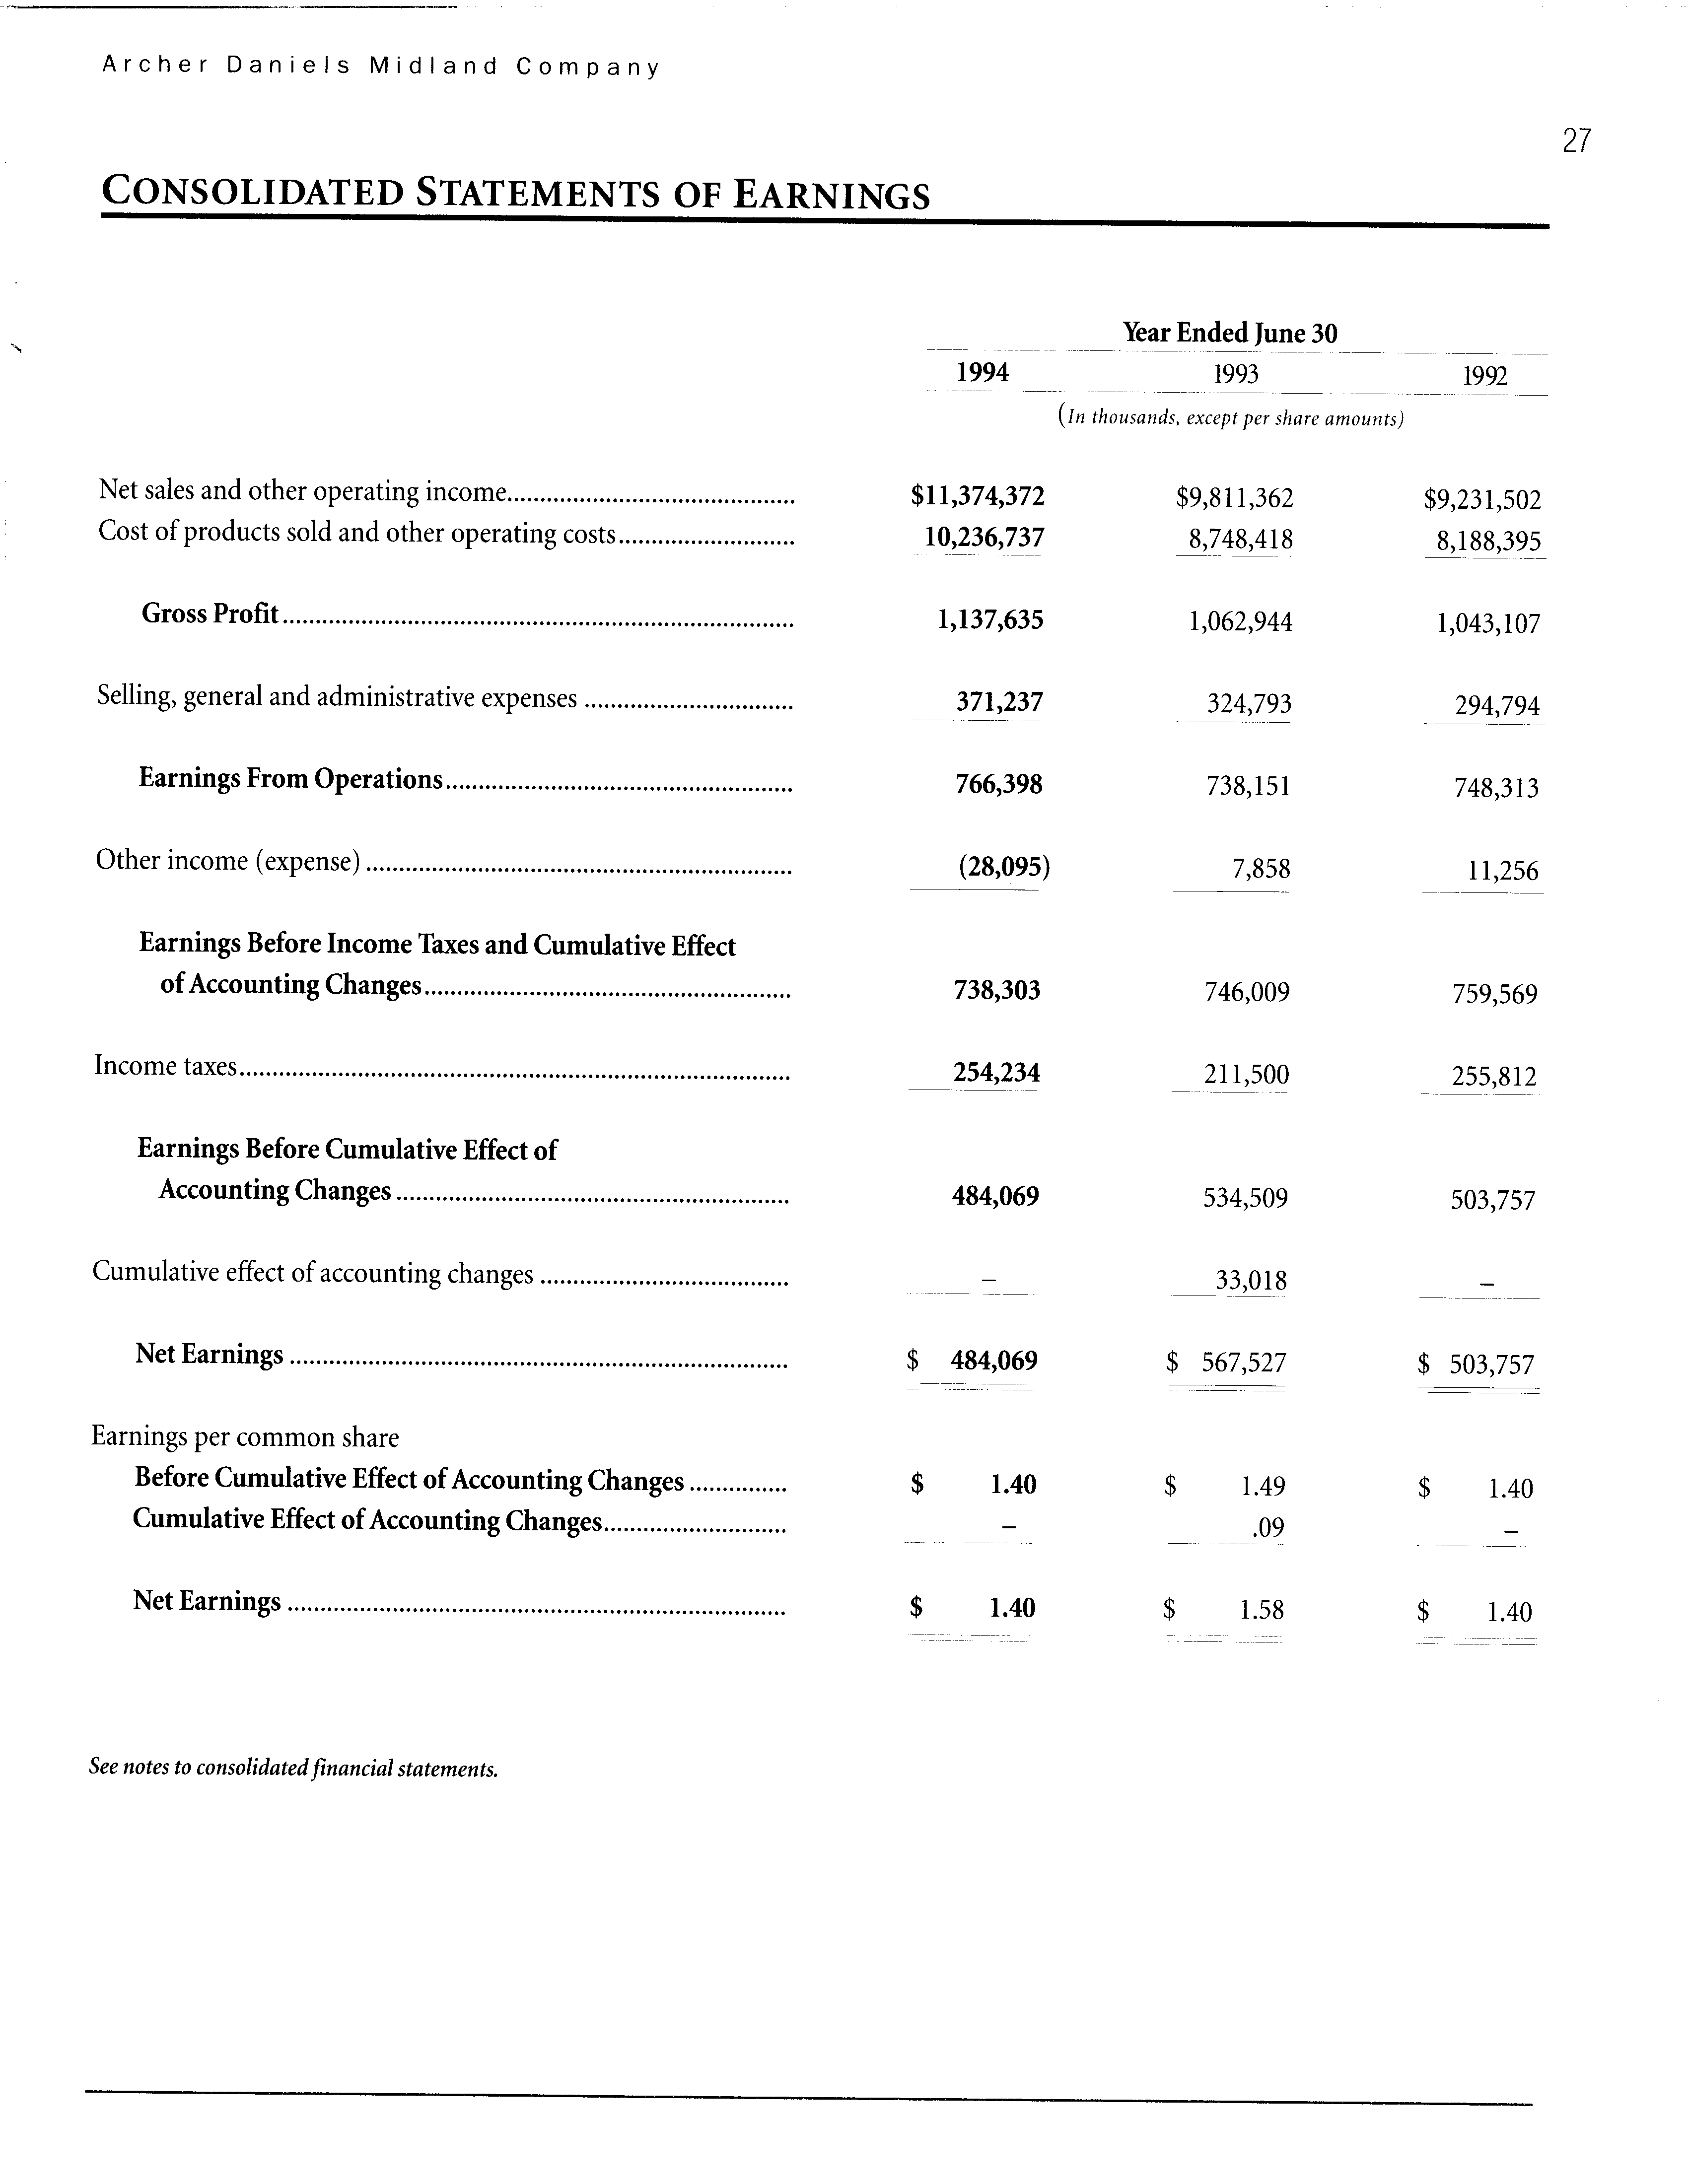 Archer Daniels Midland Company
27
CONSOLIDATED STATEMENTS OF EARNINGS
Year Ended June 30
1994 1993 1992
(In thousands, except per share amounts)
Net sales and other operating income............................................ $11,374,372 $9,811,362 $9,231,502
Cost of products sold and other operating costs........................... 10,236,737 8,748,418 8,188,395
Gross Profit.............................................................................. 1,137,635 1,062,944 1,043,107
Selling, general and administrative expenses ................................ 371,237 324,793 294,794
Earnings From Operations..................................................... 766,398 738,151 748,313
Other income (expense) ................................................................. (28,095) 7,858 11,256
Earnings Before Income Taxes and Cumulative Effect
of Accounting Changes........................................................ 738,303 746,009 759,569
Income taxes.................................................................................... 254,234 211,500 255,812
Earnings Before Cumulative Effect of
Accounting Changes ............................................................ 484,069 534,509 503,757
Cumulative effect of accounting changes ...................................... – 33,018 –
Net Earnings ............................................................................ $ 484,069 $ 567,527 $ 503,757
Earnings per common share
Before Cumulative Effect of Accounting Changes ............... $ 1.40 $ 1.49 $ 1.40
Cumulative Effect of Accounting Changes............................ – .09 –
Net Earnings ............................................................................ $ 1.40 $ 1.58 $ 1.40
See notes to consolidated financial statements.